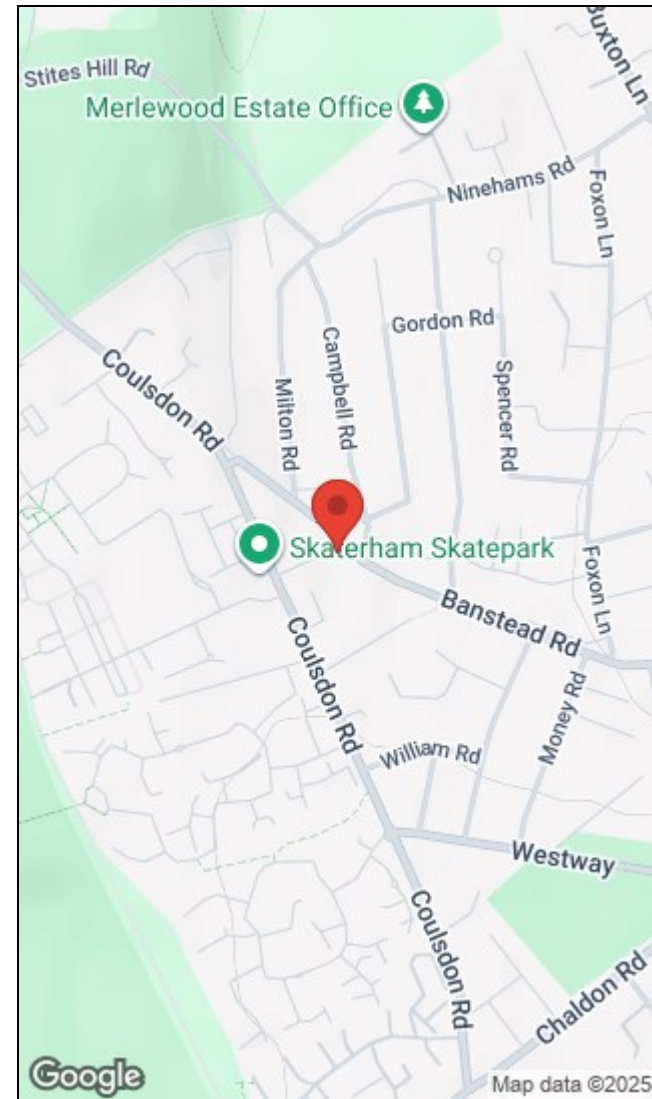 Buxton Ln
Stites Hill Rd
Merlewood Estate Office
Ninehams Rd
Foxon Ln
Gordon Rd
Campbell Rd
Coulsdon Rd
Milton Rd
Spencer Rd
Skaterham Skatepark
Foxon Ln
Banstead Rd
Coulsdon Rd
Money Rd
William Rd
Westway
Coulsdon Rd
Chaldon Rd
Google
Map data ©2025